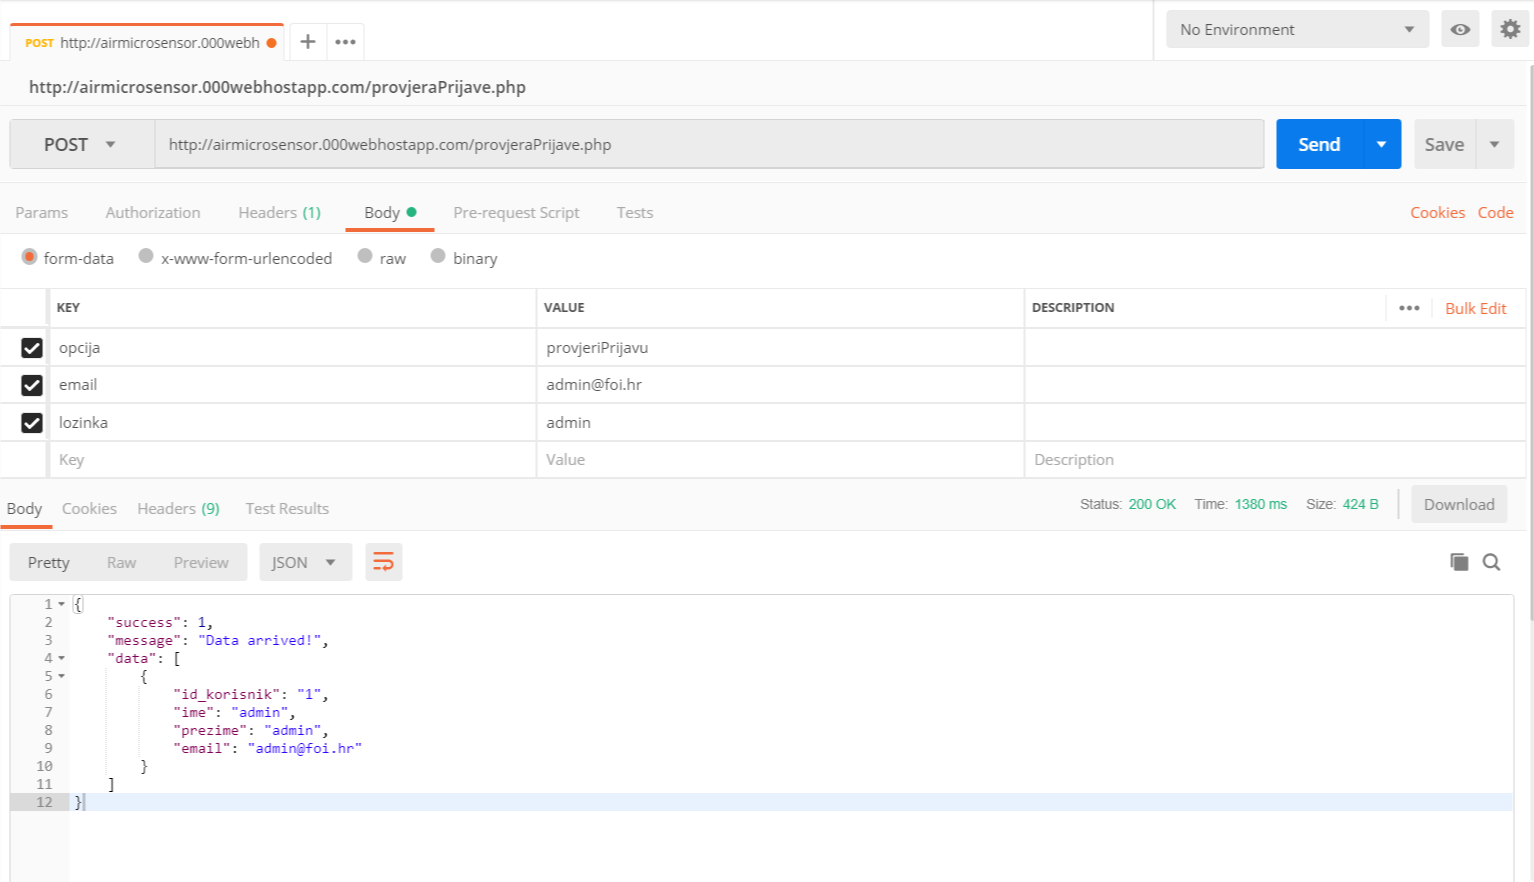 POST http://airmicrosensor.000webh
No Environment
http://airmicrosensor.000webhostapp.com/provjeraPrijave.php
POST http://airmicrosensor.000webhostapp.com/provjeraPrijave.php Send Save
Params Authorization Headers (1) Body Pre-request Script Tests Cookies Code
form-data x-www-form-urlencoded raw binary
KEY VALUE DESCRIPTION Bulk Edit
opcija provjeriPrijavu
email admin@foi.hr
lozinka admin
Key Value Description
Body Cookies Headers (9) Test Results Status: 200 OK Time: 1380 ms Size: 424 B Download
Pretty Raw Preview JSON
1 {
2 "success": 1,
3 "message": "Data arrived!",
4 "data": [
5 {
6 "id_korisnik": "1",
7 "ime": "admin",
8 "prezime": "admin",
9 "email": "admin@foi.hr"
10 }
11 ]
12 }